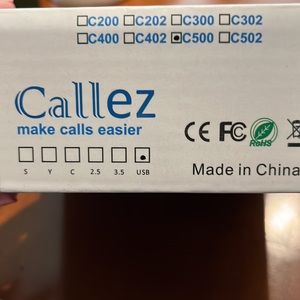 C200 C202 C300 C302
C400 C402 C500 C502
Callez
make calls easier
CE FC RoHS
S Y C 2.5 3.5 USB
Made in China